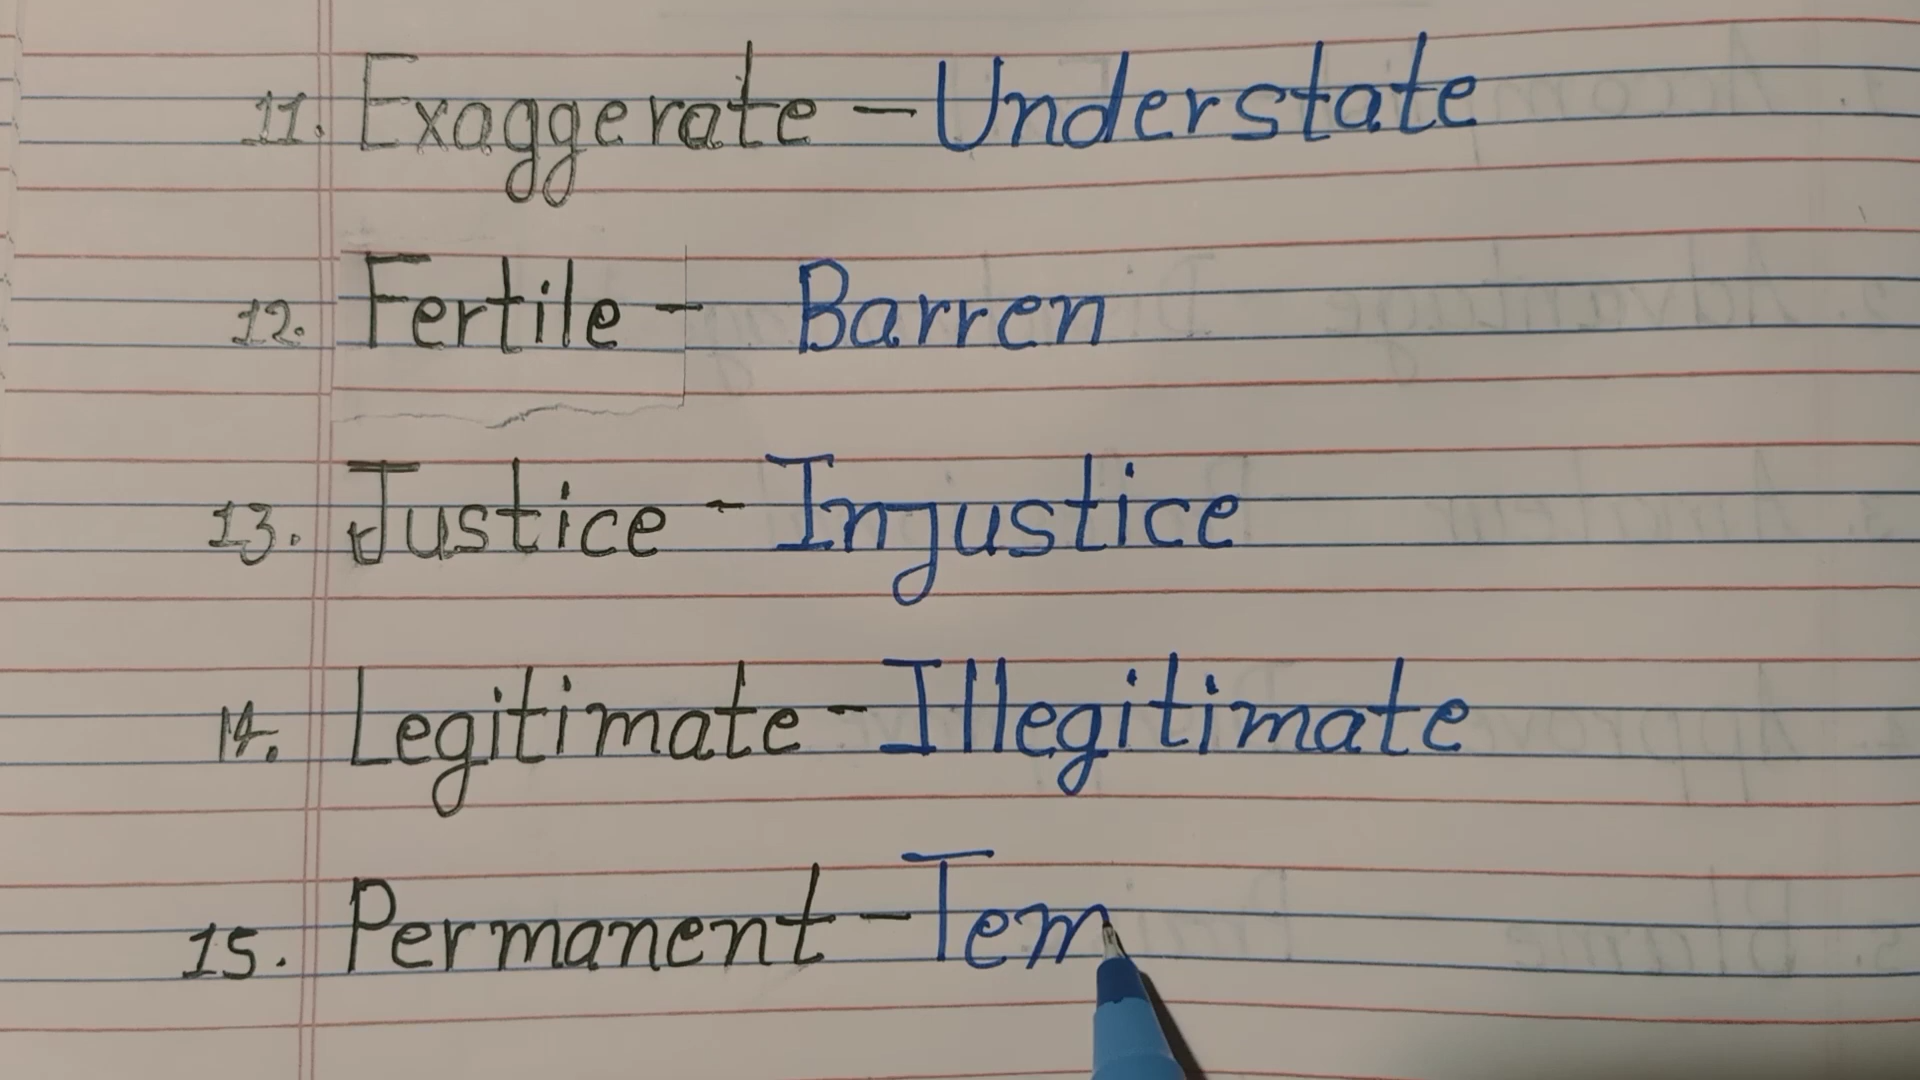 11. Exaggerate - Understate
12. Fertile - Barren
13. Justice - Injustice
14. Legitimate - Illegitimate
15. Permanent - Tem